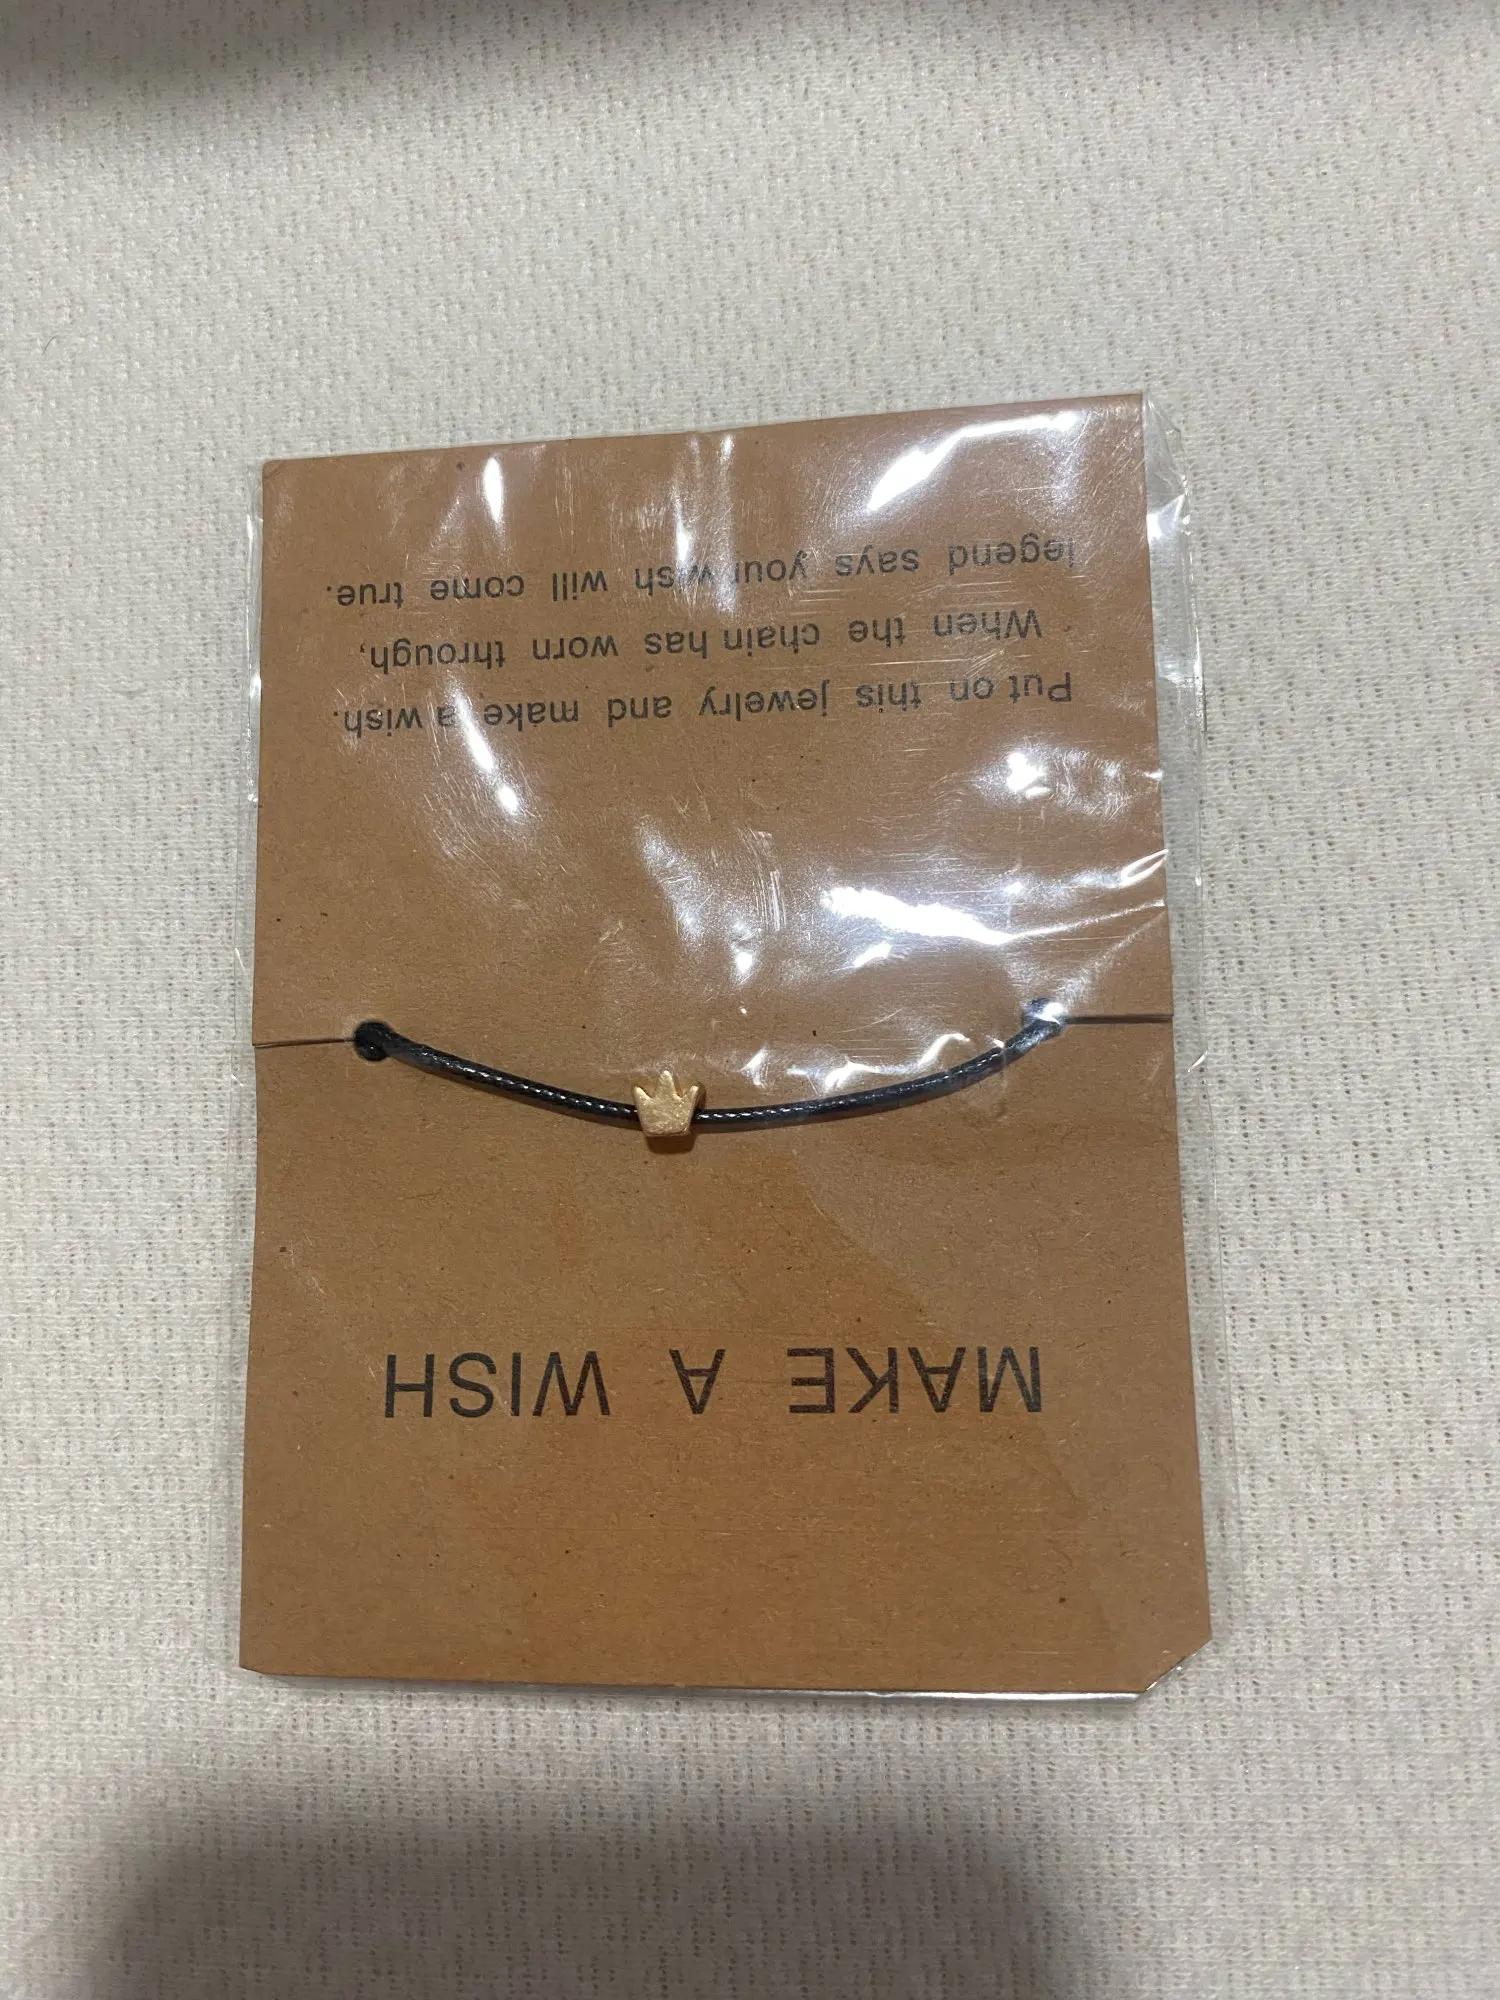 MAKE A WISH
Put on this jewelry and make a wish.
When the chain has worn through,
legend says your wish will come true.